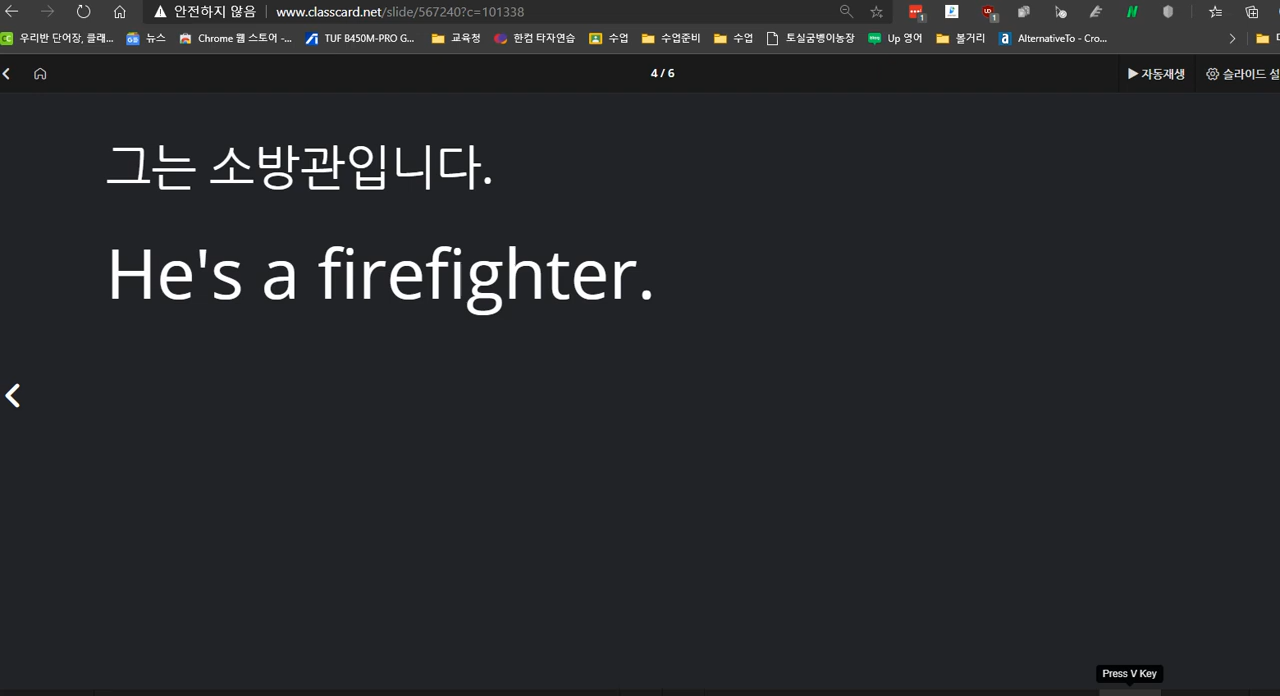 안전하지 않음 www.classcard.net/slide/567240?c=101338
우리반 단어장, 클래... 뉴스 Chrome 웹 스토어 -... TUF B450M-PRO G... 교육청 한컴 타자연습 수업 수업준비 수업 토실굼벵이농장 Up 영어 볼거리 AlternativeTo - Cro...
4 / 6 자동재생 슬라이드 설
그는 소방관입니다.
He's a firefighter.
Press V Key